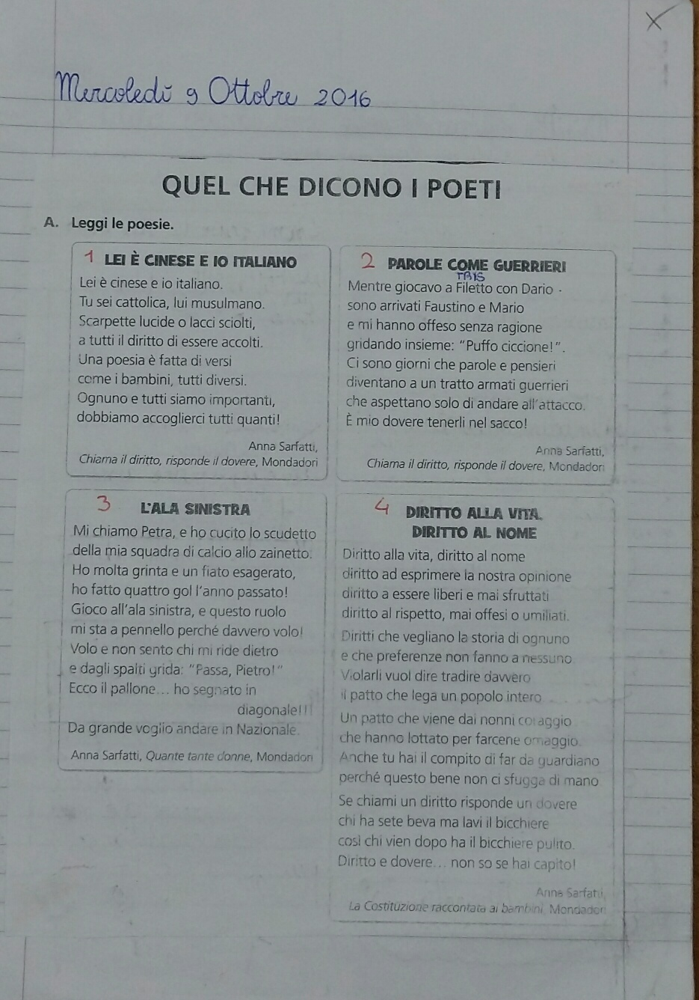 Mercoledì 9 Ottobre 2016
QUEL CHE DICONO I POETI
A. Leggi le poesie.
1 LEI È CINESE E IO ITALIANO
Lei è cinese e io italiano.
Tu sei cattolica, lui musulmano.
Scarpette lucide o lacci sciolti,
a tutti il diritto di essere accolti.
Una poesia è fatta di versi
come i bambini, tutti diversi.
Ognuno e tutti siamo importanti,
dobbiamo accoglierci tutti quanti!
Anna Sarfatti,
Chiama il diritto, risponde il dovere, Mondadori
2 PAROLE COME GUERRIERI
TRIS
Mentre giocavo a Filetto con Dario
sono arrivati Faustino e Mario
e mi hanno offeso senza ragione
gridando insieme: “Puffo ciccione!”.
Ci sono giorni che parole e pensieri
diventano a un tratto armati guerrieri
che aspettano solo di andare all'attacco.
È mio dovere tenerli nel sacco!
Anna Sarfatti,
Chiama il diritto, risponde il dovere, Mondadori
3 L'ALA SINISTRA
Mi chiamo Petra, e ho cucito lo scudetto
della mia squadra di calcio allo zainetto.
Ho molta grinta e un fiato esagerato,
ho fatto quattro gol l'anno passato!
Gioco all'ala sinistra, e questo ruolo
mi sta a pennello perché davvero volo!
Volo e non sento chi mi ride dietro
e dagli spalti grida: “Passa, Pietro!”
Ecco il pallone... ho segnato in
diagonale!!!
Da grande voglio andare in Nazionale.
Anna Sarfatti, Quante tante donne, Mondadori
4 DIRITTO ALLA VITA,
DIRITTO AL NOME
Diritto alla vita, diritto al nome
diritto ad esprimere la nostra opinione
diritto a essere liberi e mai sfruttati
diritto al rispetto, mai offesi o umiliati.
Diritti che vegliano la storia di ognuno
e che preferenze non fanno a nessuno.
Violarli vuol dire tradire davvero
il patto che lega un popolo intero.
Un patto che viene dai nonni coraggio
che hanno lottato per farcene omaggio.
Anche tu hai il compito di far da guardiano
perché questo bene non ci sfugga di mano
Se chiami un diritto risponde un dovere
chi ha sete beva ma lavi il bicchiere
così chi vien dopo ha il bicchiere pulito.
Diritto e dovere... non so se hai capito!
Anna Sarfatti,
La Costituzione raccontata ai bambini, Mondadori